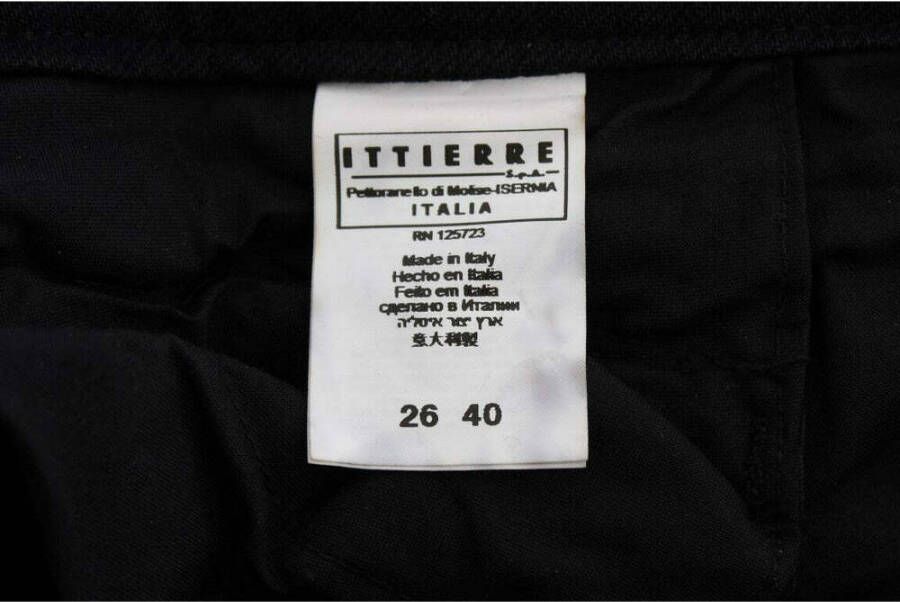 ITTIERRE
S.p.A.
Pettoranello di Molise-ISERNIA
ITALIA
RN 125723
Made in Italy
Hecho en Italia
Feito em Italia
сделано в Италии
ארץ יצור איטליה
意大利製
26 40